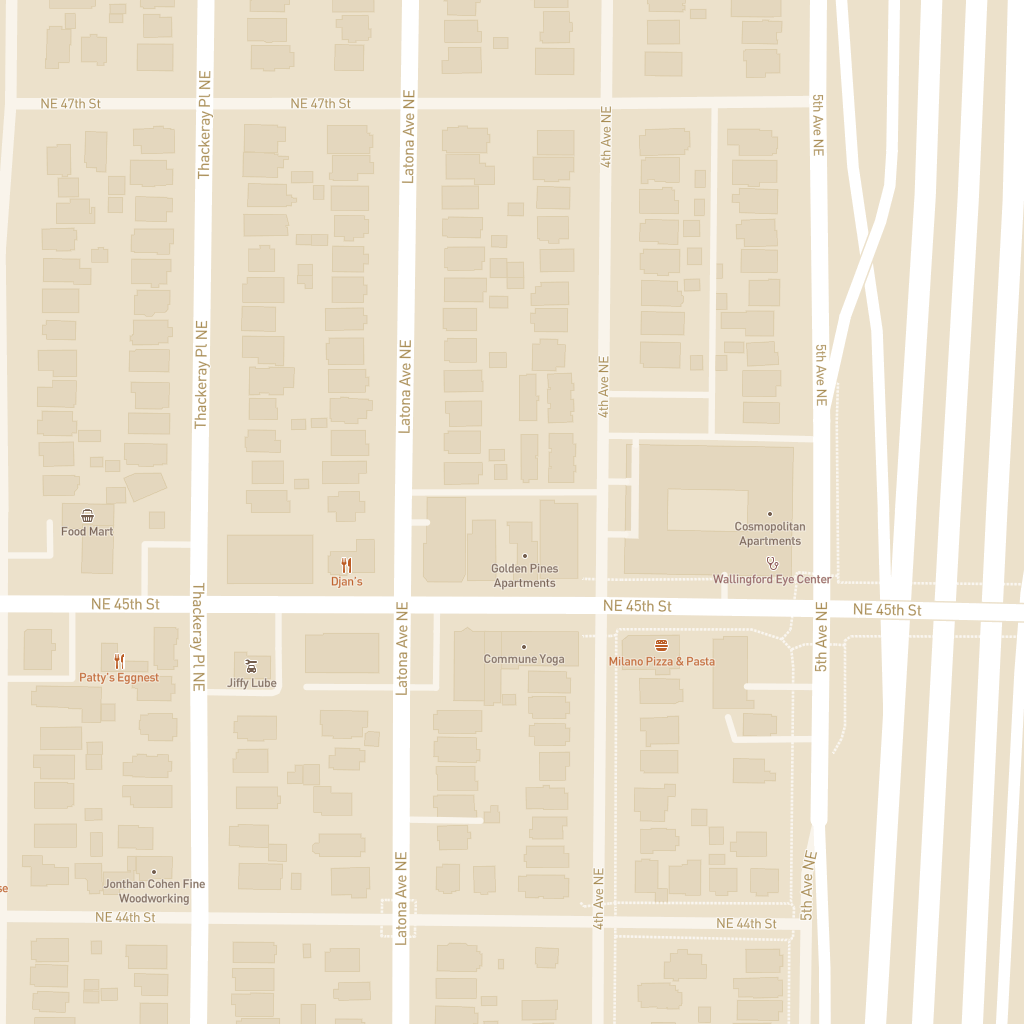 NE 47th St
NE 47th St
Thackeray Pl NE
Latona Ave NE
4th Ave NE
5th Ave NE
Thackeray Pl NE
Latona Ave NE
4th Ave NE
5th Ave NE
Food Mart
Cosmopolitan
Apartments
Golden Pines
Apartments
Djan's
Wallingford Eye Center
NE 45th St
NE 45th St
NE 45th St
Thackeray Pl NE
Latona Ave NE
5th Ave NE
Patty's Eggnest
Jiffy Lube
Commune Yoga
Milano Pizza & Pasta
Jonthan Cohen Fine
Woodworking
se
Latona Ave NE
4th Ave NE
5th Ave NE
NE 44th St
NE 44th St